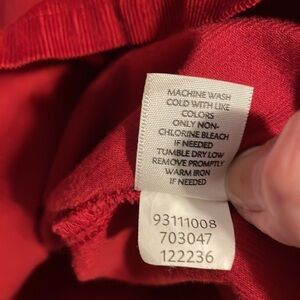 MACHINE WASH
COLD WITH LIKE
COLORS
ONLY NON-
CHLORINE BLEACH
IF NEEDED
TUMBLE DRY LOW
REMOVE PROMPTLY
WARM IRON
IF NEEDED
93111008
703047
122236